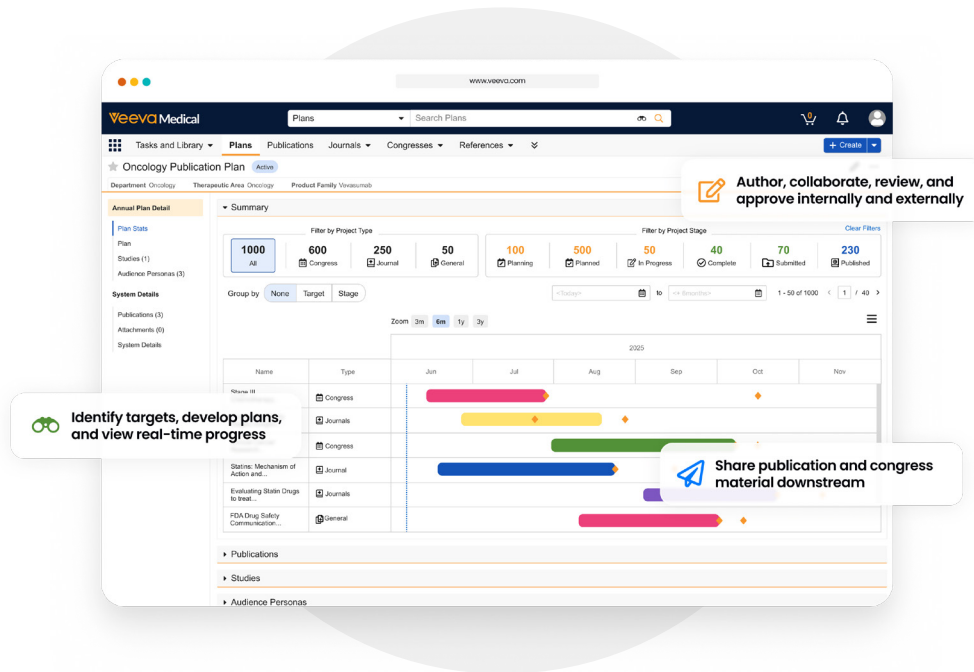 www.veeva.com
Veeva Medical
Plans
Search Plans
0
Tasks and Library
Plans
Publications
Journals
Congresses
References
+ Create
Oncology Publication Plan
Active
Department Oncology
Therapeutic Area Oncology
Product Family Vovasumab
Author, collaborate, review, and
approve internally and externally
Annual Plan Detail
Plan Stats
Plan
Studies (1)
Audience Personas (3)
System Details
Publications (3)
Attachments (0)
System Details
Summary
Filter by Project Type
Filter by Project Stage
Clear Filters
1000
All
600
Congress
250
Journal
50
General
100
Planning
500
Planned
50
In Progress
40
Complete
70
Submitted
230
Published
Group by
None
Target
Stage
<Today>
to
1 - 50 of 1000
1
/ 40
Zoom
3m
6m
1y
3y
2025
Name
Type
Jun
Jul
Aug
Sep
Oct
Nov
Stage III
Congress
Journals
Congress
Statins: Mechanism of
Action and...
Journal
Evaluating Statin Drugs
to treat...
Journals
FDA Drug Safety
Communication...
General
Identify targets, develop plans,
and view real-time progress
Share publication and congress
material downstream
Publications
Studies
Audience Personas